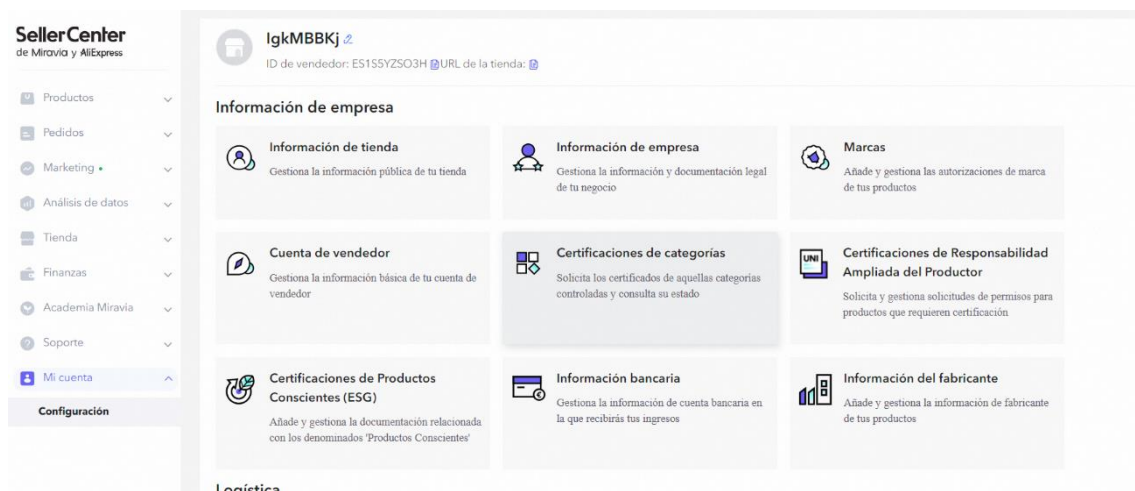 SellerCenter
de Miravia y AliExpress
Productos
Pedidos
Marketing
Análisis de datos
Tienda
Finanzas
Academia Miravia
Soporte
Mi cuenta
Configuración
IgkMBBKj
ID de vendedor: ES1S5YZSO3H URL de la tienda:
Información de empresa
Información de tienda
Gestiona la información pública de tu tienda
Información de empresa
Gestiona la información y documentación legal
de tu negocio
Marcas
Añade y gestiona las autorizaciones de marca
de tus productos
Cuenta de vendedor
Gestiona la información básica de tu cuenta de
vendedor
Certificaciones de categorías
Solicita los certificados de aquellas categorías
controladas y consulta su estado
UNI
Certificaciones de Responsabilidad
Ampliada del Productor
Solicita y gestiona solicitudes de permisos para
productos que requieren certificación
Certificaciones de Productos
Conscientes (ESG)
Añade y gestiona la documentación relacionada
con los denominados 'Productos Conscientes'
Información bancaria
Gestiona la información de cuenta bancaria en
la que recibirás tus ingresos
Información del fabricante
Añade y gestiona la información de fabricante
de tus productos
Logística